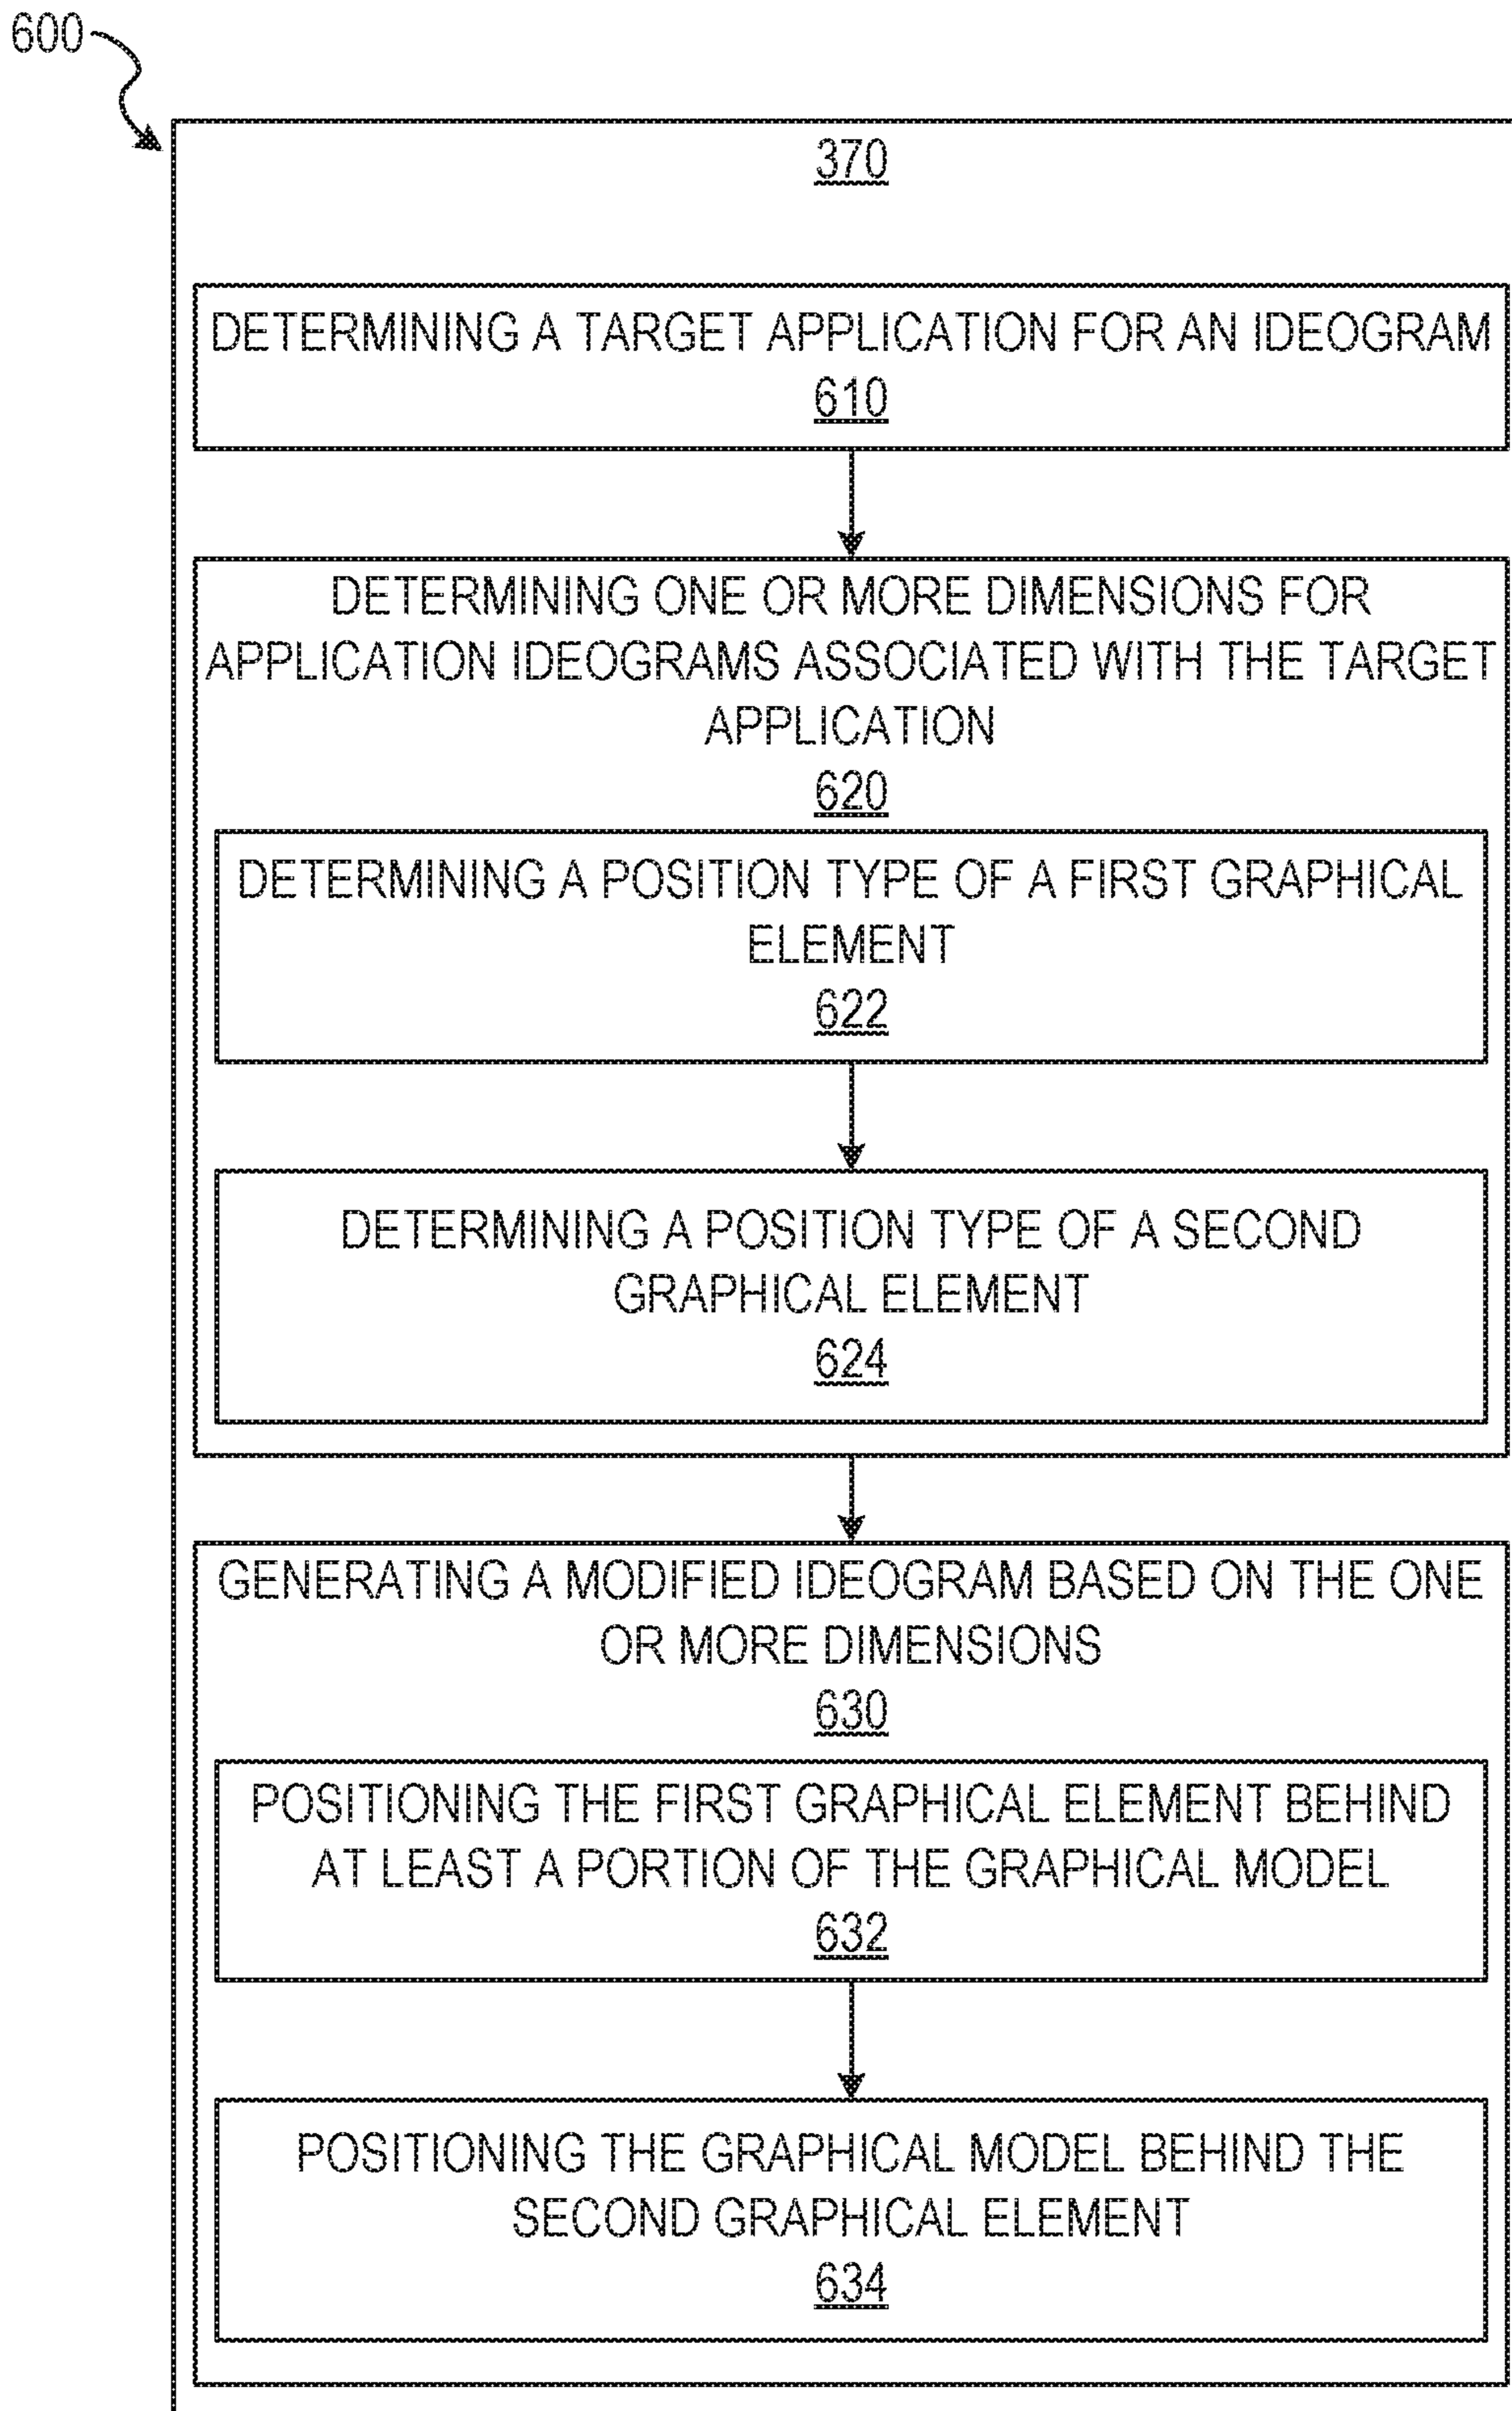 600
370
DETERMINING A TARGET APPLICATION FOR AN IDEOGRAM
610
DETERMINING ONE OR MORE DIMENSIONS FOR
APPLICATION IDEOGRAMS ASSOCIATED WITH THE TARGET
APPLICATION
620
DETERMINING A POSITION TYPE OF A FIRST GRAPHICAL
ELEMENT
622
DETERMINING A POSITION TYPE OF A SECOND
GRAPHICAL ELEMENT
624
GENERATING A MODIFIED IDEOGRAM BASED ON THE ONE
OR MORE DIMENSIONS
630
POSITIONING THE FIRST GRAPHICAL ELEMENT BEHIND
AT LEAST A PORTION OF THE GRAPHICAL MODEL
632
POSITIONING THE GRAPHICAL MODEL BEHIND THE
SECOND GRAPHICAL ELEMENT
634